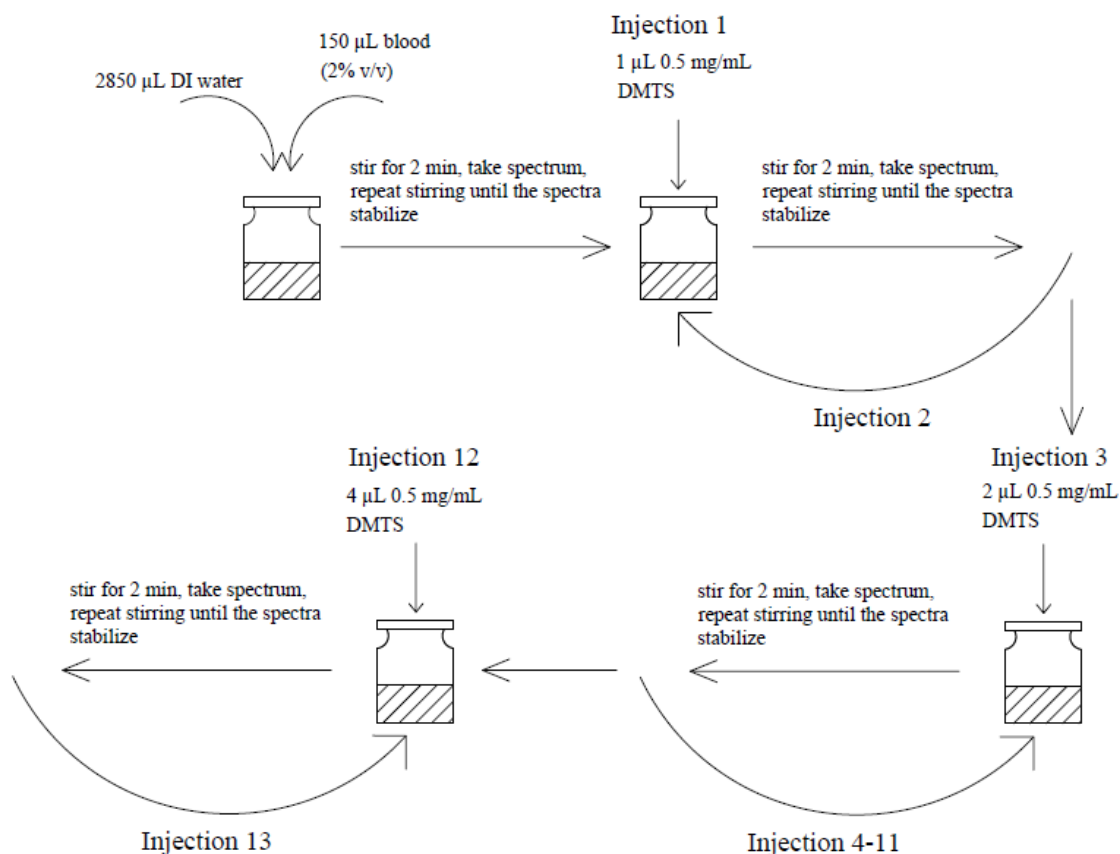 Injection 1
150 μL blood
(2% v/v)
2850 μL DI water
1 μL 0.5 mg/mL
DMTS
stir for 2 min, take spectrum,
repeat stirring until the spectra
stabilize
stir for 2 min, take spectrum,
repeat stirring until the spectra
stabilize
Injection 2
Injection 12
4 μL 0.5 mg/mL
DMTS
Injection 3
2 μL 0.5 mg/mL
DMTS
stir for 2 min, take spectrum,
repeat stirring until the spectra
stabilize
stir for 2 min, take spectrum,
repeat stirring until the spectra
stabilize
Injection 13
Injection 4-11